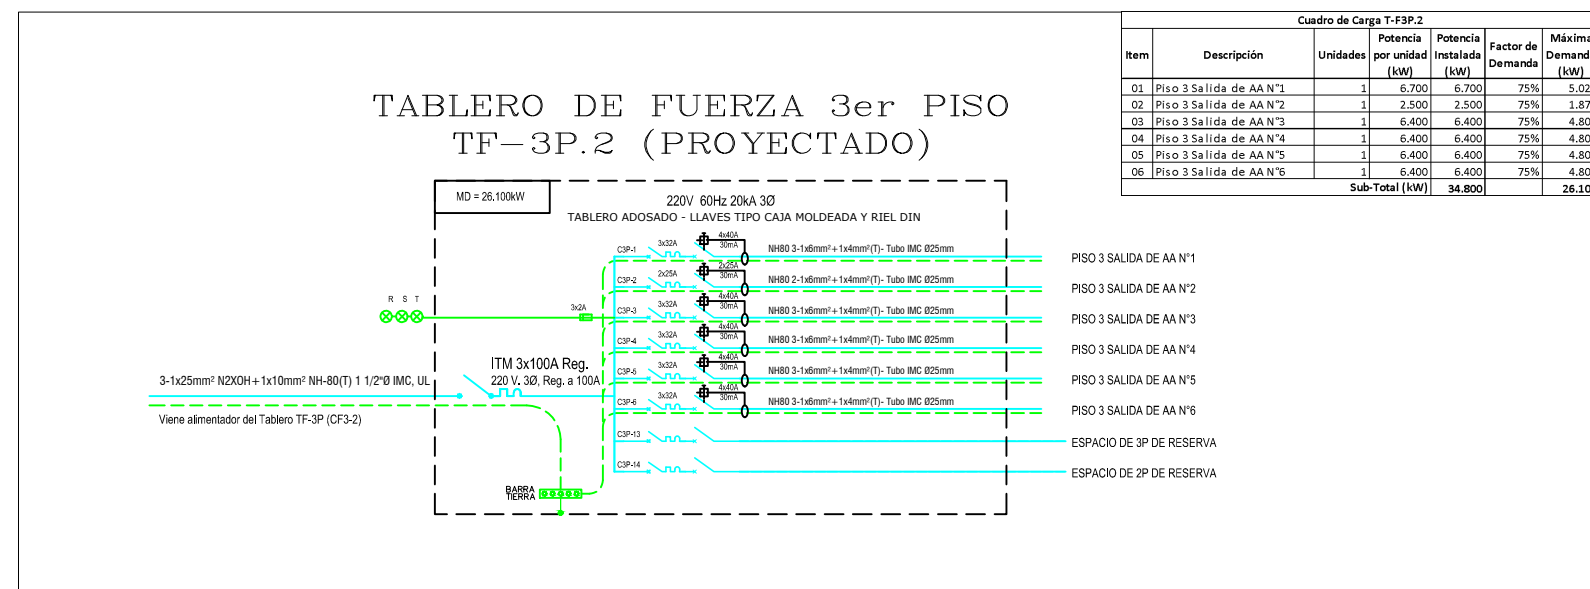 Cuadro de Carga T-F3P.2
Item Descripción Unidades Potencia por unidad (kW) Potencia Instalada (kW) Factor de Demanda Máxima Demand (kW)
01 Piso 3 Salida de AA N°1 1 6.700 6.700 75% 5.02
02 Piso 3 Salida de AA N°2 1 2.500 2.500 75% 1.87
03 Piso 3 Salida de AA N°3 1 6.400 6.400 75% 4.80
04 Piso 3 Salida de AA N°4 1 6.400 6.400 75% 4.80
05 Piso 3 Salida de AA N°5 1 6.400 6.400 75% 4.80
06 Piso 3 Salida de AA N°6 1 6.400 6.400 75% 4.80
Sub-Total (kW) 34.800 26.10
TABLERO DE FUERZA 3er PISO
TF-3P.2 (PROYECTADO)
MD = 26.100kW
220V 60Hz 20kA 3Ø
TABLERO ADOSADO - LLAVES TIPO CAJA MOLDEADA Y RIEL DIN
C3P-1 3x32A 4x40A 30mA NH80 3-1x6mm²+1x4mm²(T)- Tubo IMC Ø25mm PISO 3 SALIDA DE AA N°1
C3P-2 2x25A 2x25A 30mA NH80 2-1x6mm²+1x4mm²(T)- Tubo IMC Ø25mm PISO 3 SALIDA DE AA N°2
R S T
3x2A
C3P-3 3x32A 4x40A 30mA NH80 3-1x6mm²+1x4mm²(T)- Tubo IMC Ø25mm PISO 3 SALIDA DE AA N°3
C3P-4 3x32A 4x40A 30mA NH80 3-1x6mm²+1x4mm²(T)- Tubo IMC Ø25mm PISO 3 SALIDA DE AA N°4
ITM 3x100A Reg.
220 V. 3Ø, Reg. a 100A
3-1x25mm² N2XOH+1x10mm² NH-80(T) 1 1/2"Ø IMC, UL
Viene alimentador del Tablero TF-3P (CF3-2)
C3P-5 3x32A 4x40A 30mA NH80 3-1x6mm²+1x4mm²(T)- Tubo IMC Ø25mm PISO 3 SALIDA DE AA N°5
C3P-6 3x32A 4x40A 30mA NH80 3-1x6mm²+1x4mm²(T)- Tubo IMC Ø25mm PISO 3 SALIDA DE AA N°6
C3P-13 ESPACIO DE 3P DE RESERVA
C3P-14 ESPACIO DE 2P DE RESERVA
BARRA
TIERRA